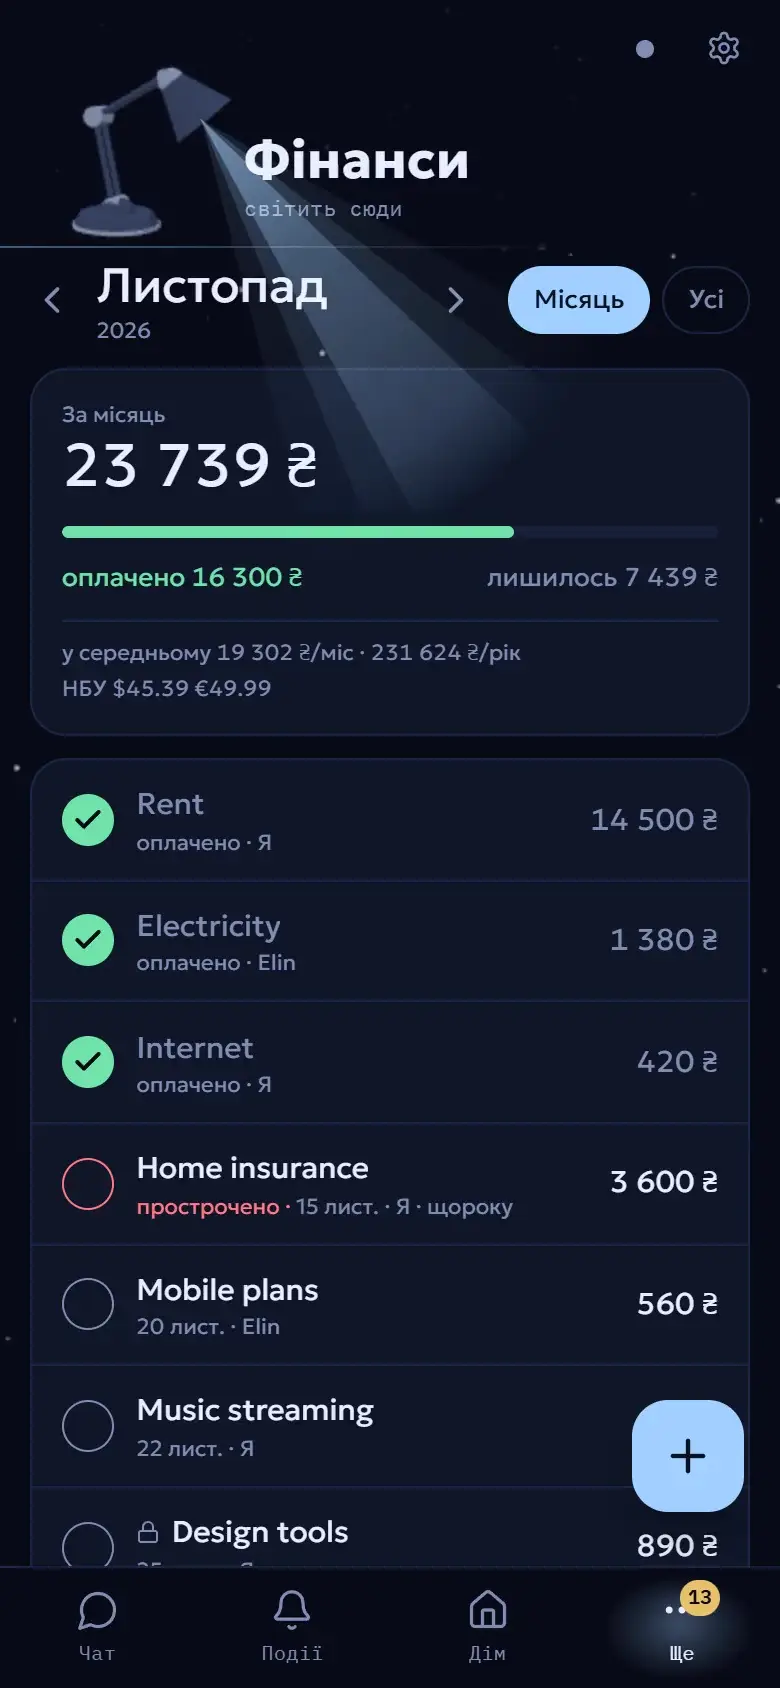 Фінанси
світить сюди
Листопад
2026
Місяць
Усі
За місяць
23 739 ₴
оплачено 16 300 ₴
лишилось 7 439 ₴
у середньому 19 302 ₴/міс · 231 624 ₴/рік
НБУ $45.39 €49.99
Rent
оплачено · Я
14 500 ₴
Electricity
оплачено · Elin
1 380 ₴
Internet
оплачено · Я
420 ₴
Home insurance
прострочено · 15 лист. · Я · щороку
3 600 ₴
Mobile plans
20 лист. · Elin
560 ₴
Music streaming
22 лист. · Я
Design tools
890 ₴
Чат
Події
Дім
13
Ще